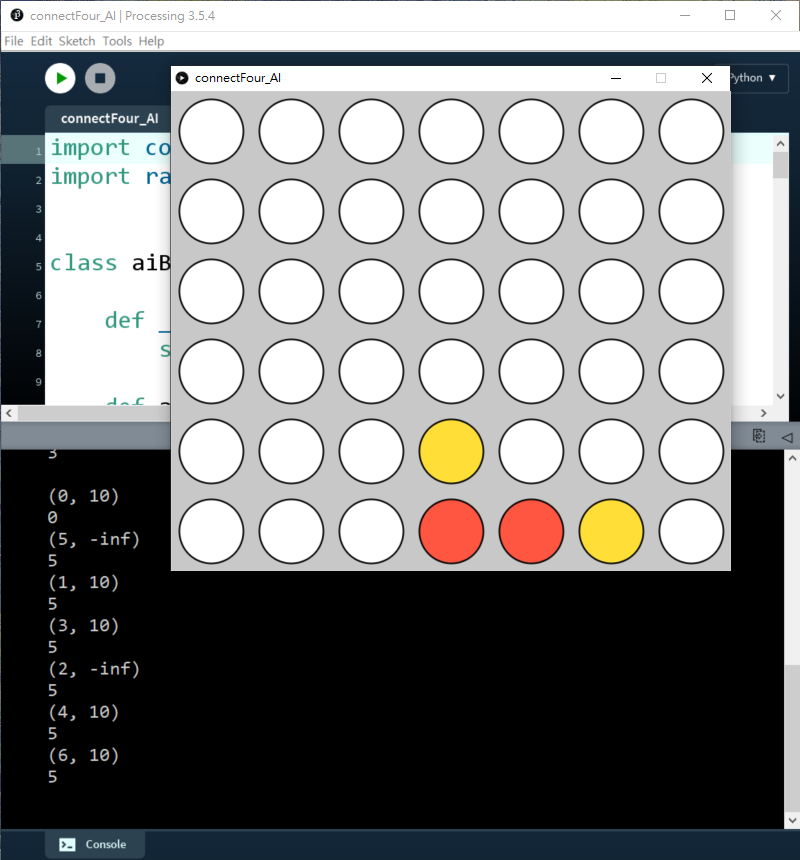 connectFour_AI | Processing 3.5.4
File Edit Sketch Tools Help
connectFour_AI
Python ▼
connectFour_AI
1 import co
2 import ra
3
4
5 class aiB
6
7 def _
8 s
9
def a
3
(0, 10)
0
(5, -inf)
5
(1, 10)
5
(3, 10)
5
(2, -inf)
5
(4, 10)
5
(6, 10)
5
Console